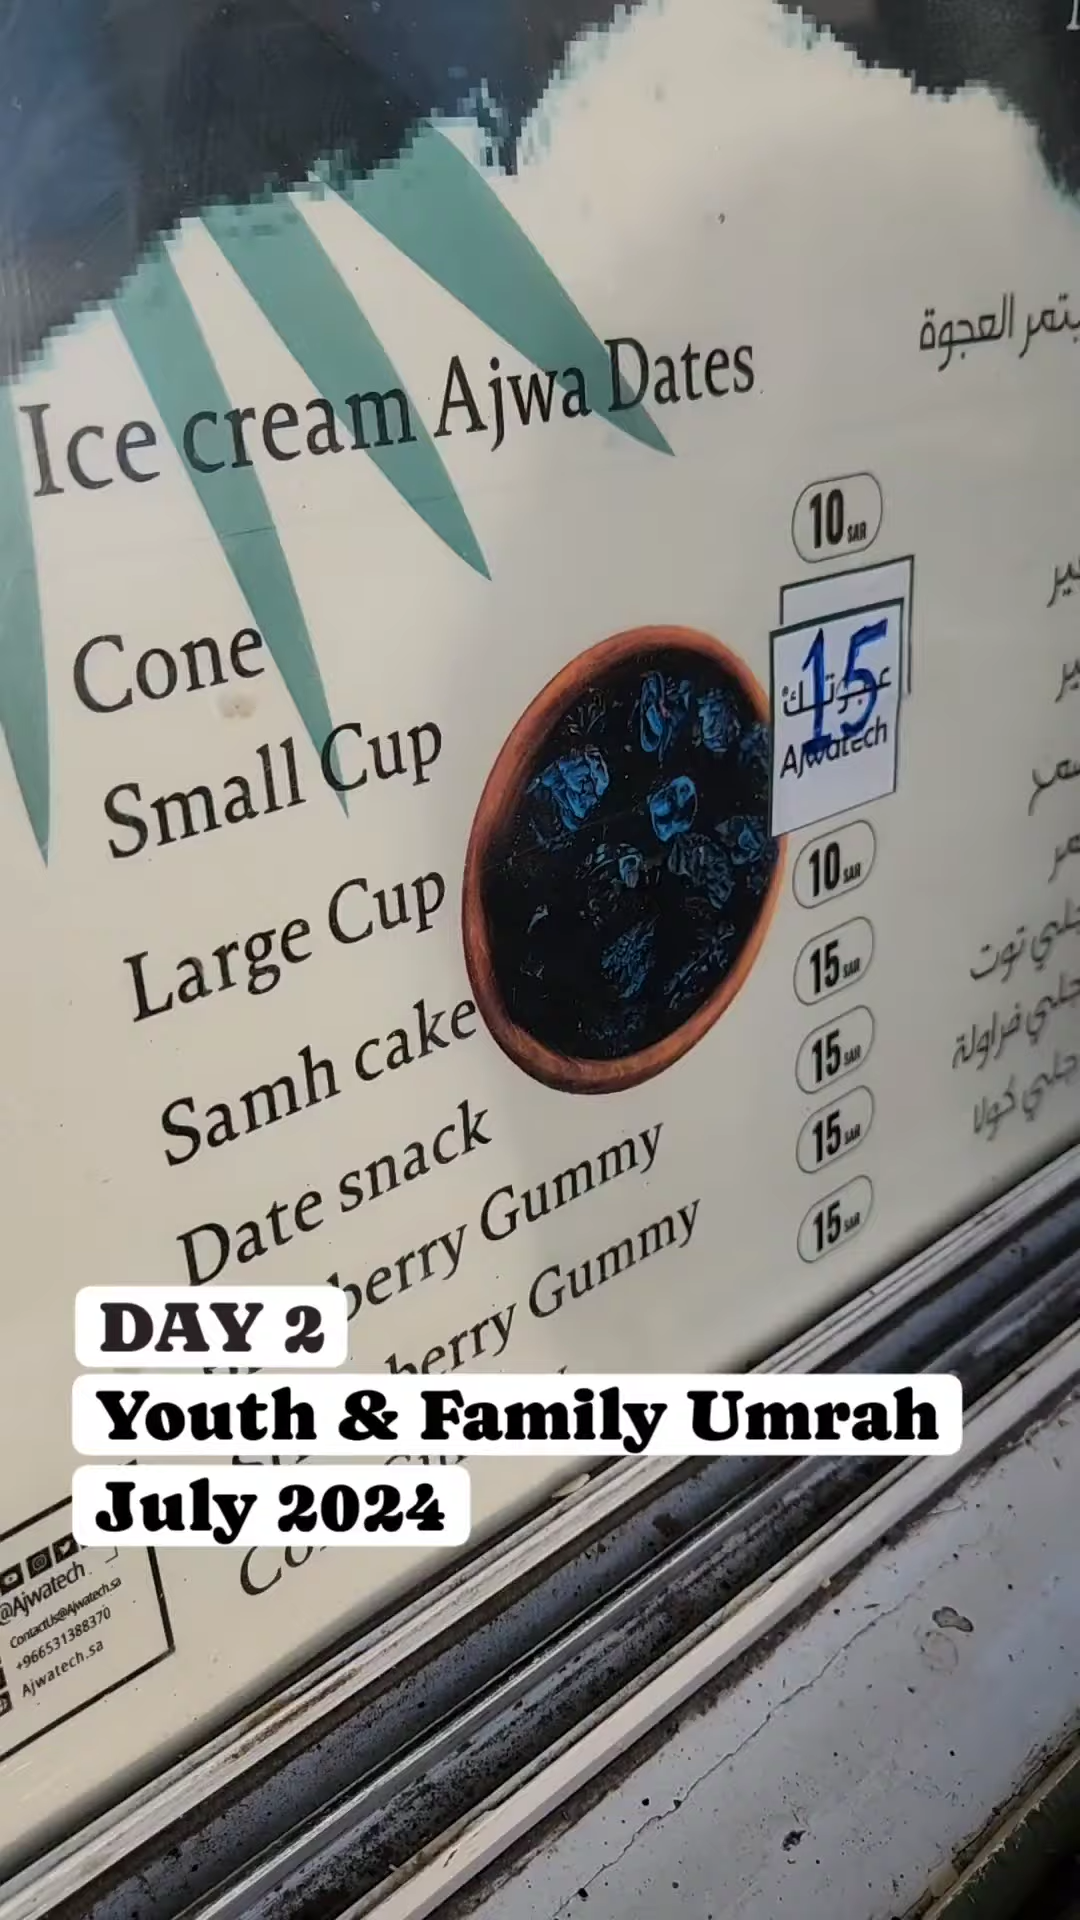 Ice cream Ajwa Dates
بتمر العجوة
Cone
10 SAR
Small Cup
15
عجوتك
Ajwatech
Large Cup
Samh cake
10 SAR
Date snack
15 SAR
berry Gummy
15 SAR
جلي توت
berry Gummy
15 SAR
جلي فراولة
15 SAR
جلي كولا
DAY 2
Youth & Family Umrah
July 2024
@Ajwatech
ContactUs@Ajwatech.sa
+966531388370
Ajwatech.sa